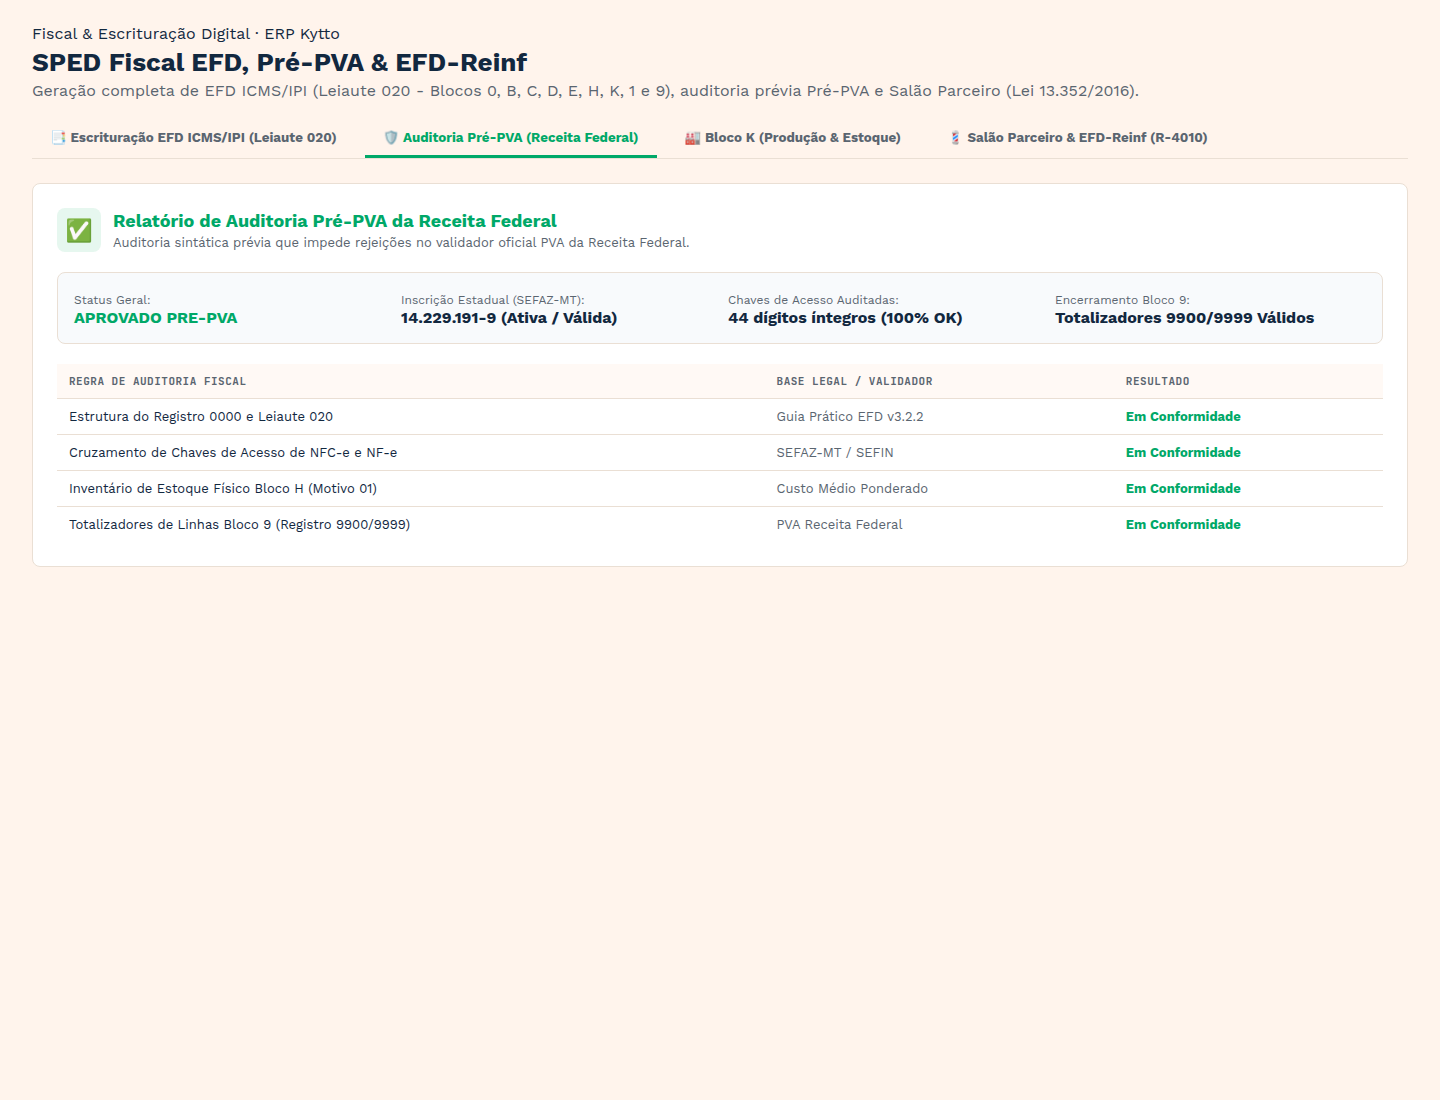 Fiscal & Escrituração Digital · ERP Kytto
SPED Fiscal EFD, Pré-PVA & EFD-Reinf
Geração completa de EFD ICMS/IPI (Leiaute 020 - Blocos 0, B, C, D, E, H, K, 1 e 9), auditoria prévia Pré-PVA e Salão Parceiro (Lei 13.352/2016).
Escrituração EFD ICMS/IPI (Leiaute 020) Auditoria Pré-PVA (Receita Federal) Bloco K (Produção & Estoque) Salão Parceiro & EFD-Reinf (R-4010)
Relatório de Auditoria Pré-PVA da Receita Federal
Auditoria sintática prévia que impede rejeições no validador oficial PVA da Receita Federal.
Status Geral: Inscrição Estadual (SEFAZ-MT): Chaves de Acesso Auditadas: Encerramento Bloco 9:
APROVADO PRE-PVA 14.229.191-9 (Ativa / Válida) 44 dígitos íntegros (100% OK) Totalizadores 9900/9999 Válidos
REGRA DE AUDITORIA FISCAL BASE LEGAL / VALIDADOR RESULTADO
Estrutura do Registro 0000 e Leiaute 020 Guia Prático EFD v3.2.2 Em Conformidade
Cruzamento de Chaves de Acesso de NFC-e e NF-e SEFAZ-MT / SEFIN Em Conformidade
Inventário de Estoque Físico Bloco H (Motivo 01) Custo Médio Ponderado Em Conformidade
Totalizadores de Linhas Bloco 9 (Registro 9900/9999) PVA Receita Federal Em Conformidade